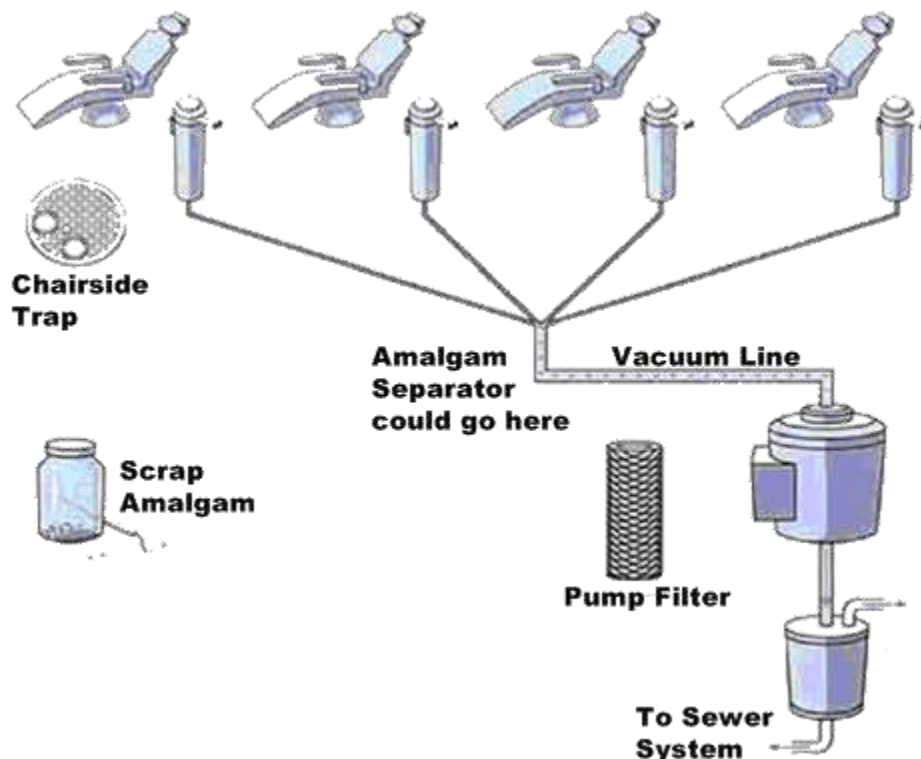 Chairside
Trap
Amalgam
Separator
could go here
Vacuum Line
Scrap
Amalgam
Pump Filter
To Sewer
System